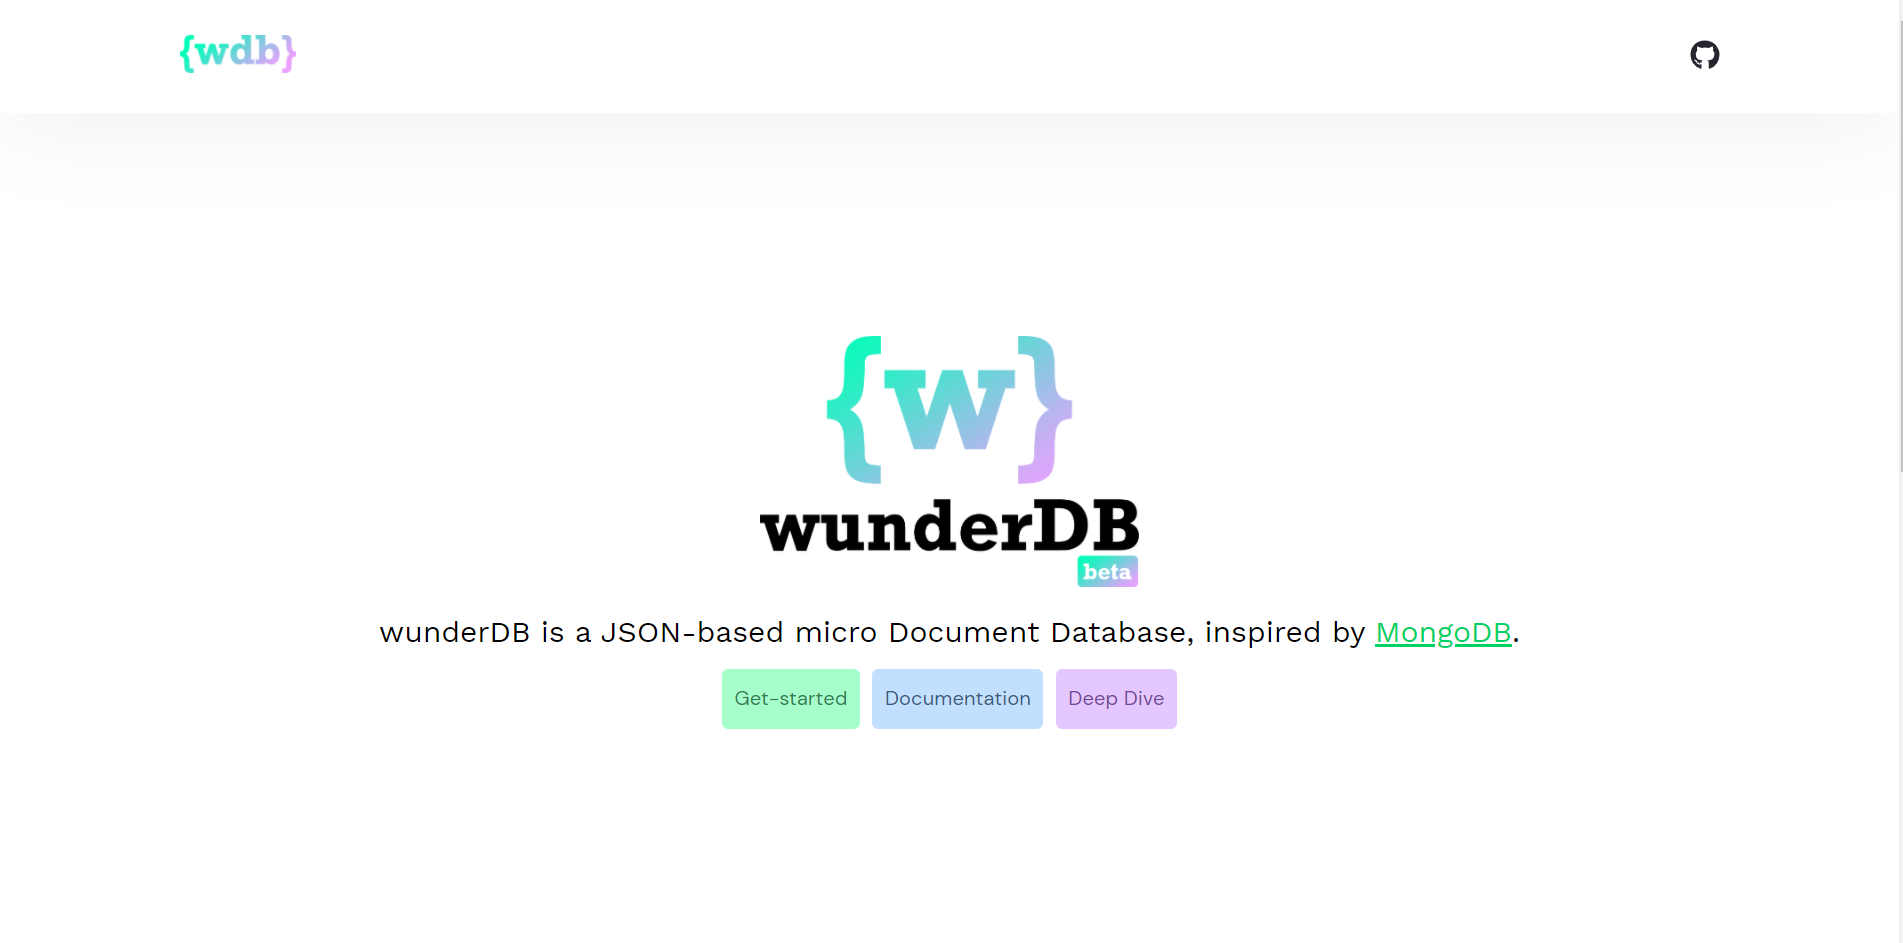 {wdb}
{w}
wunderDB
beta
wunderDB is a JSON-based micro Document Database, inspired by MongoDB.
Get-started Documentation Deep Dive